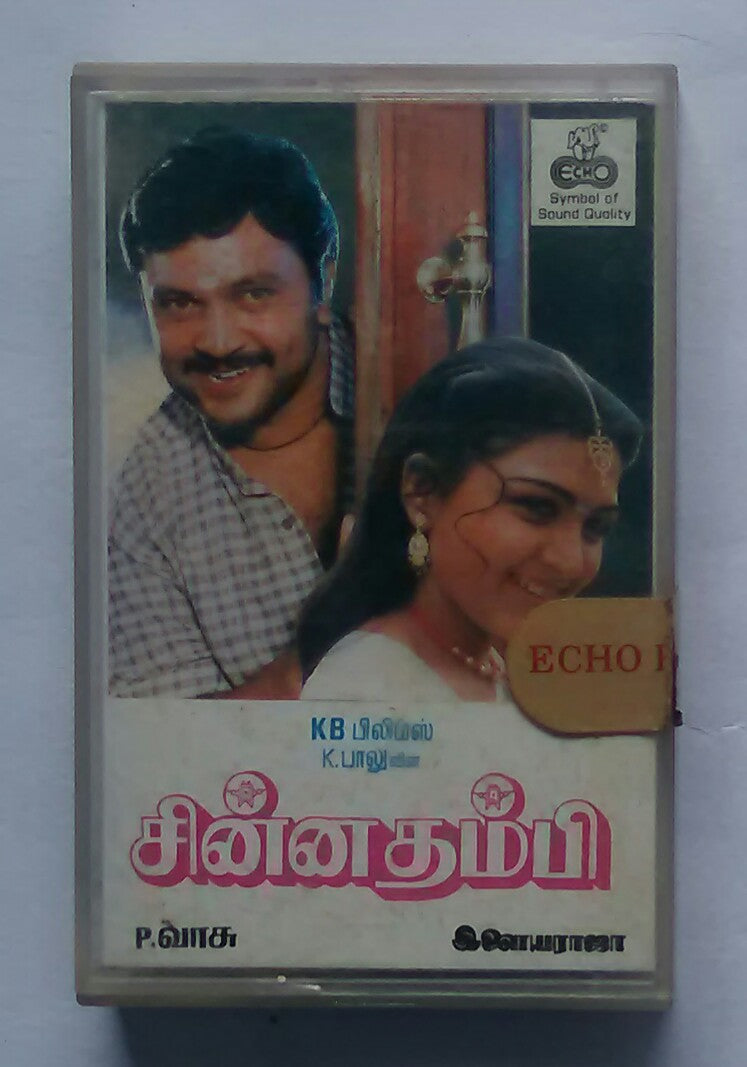 ECHO
Symbol of
Sound Quality
ECHO
KB பிலிம்ஸ்
K.பாலுவின்
சின்னதம்பி
P.வாசு
இளையராஜா